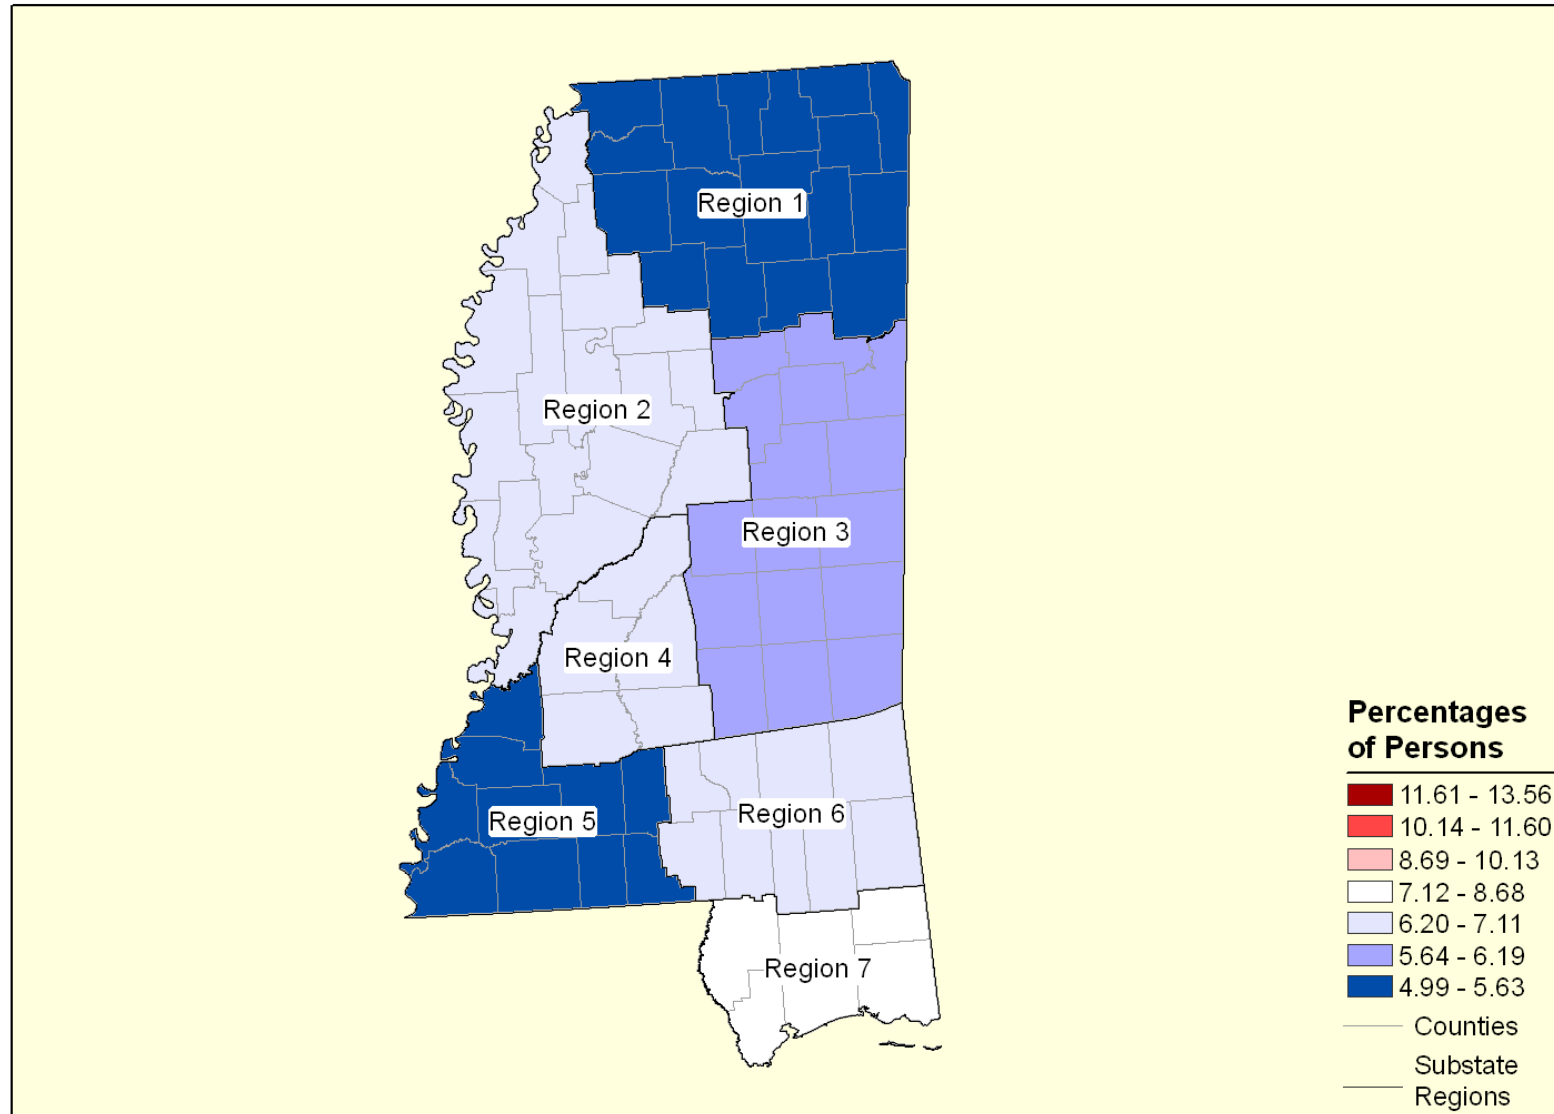 Region 1
Region 2
Region 3
Region 4
Region 5
Region 6
Region 7
Percentages
of Persons
11.61 - 13.56
10.14 - 11.60
8.69 - 10.13
7.12 - 8.68
6.20 - 7.11
5.64 - 6.19
4.99 - 5.63
Counties
Substate
Regions